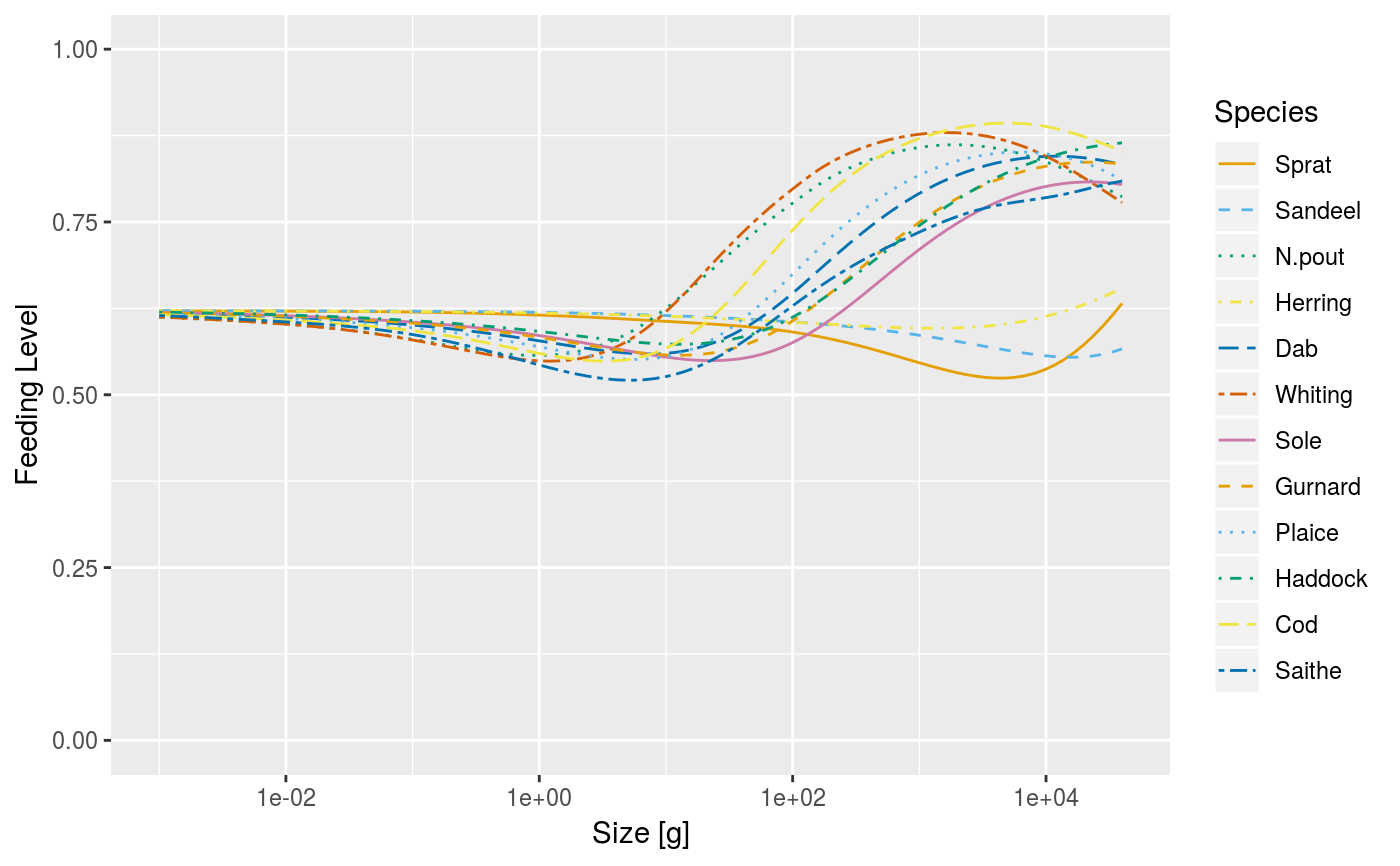 Feeding Level
1.00
0.75
0.50
0.25
0.00
1e-02 1e+00 1e+02 1e+04
Size [g]
Species
Sprat
Sandeel
N.pout
Herring
Dab
Whiting
Sole
Gurnard
Plaice
Haddock
Cod
Saithe